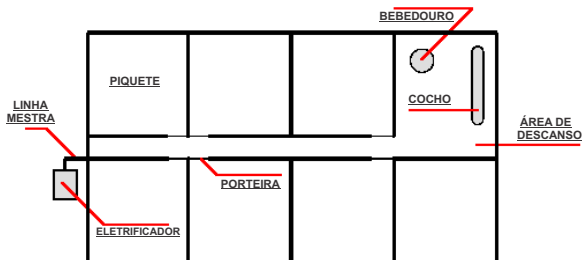 BEBEDOURO
PIQUETE
COCHO
LINHA
MESTRA
ÁREA DE
DESCANSO
PORTEIRA
ELETRIFICADOR